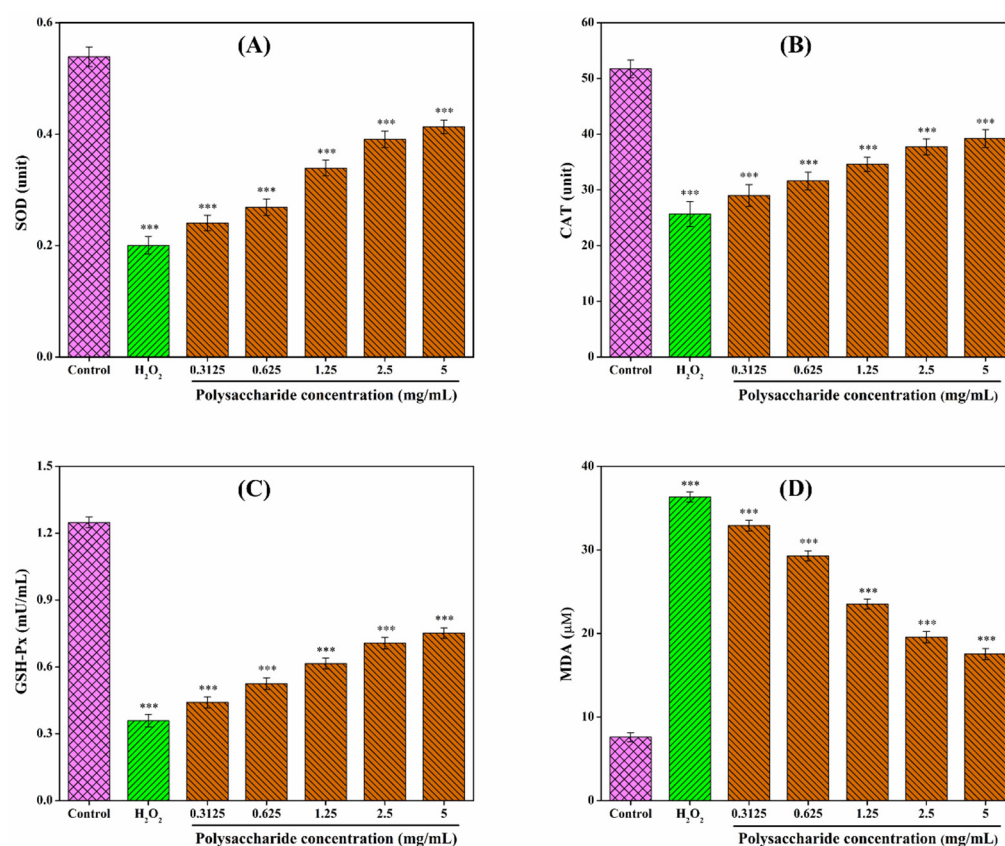 (A)
SOD (unit)
0.6
0.4
0.2
0.0
***
***
***
***
***
***
Control H₂O₂ 0.3125 0.625 1.25 2.5 5
Polysaccharide concentration (mg/mL)
(B)
CAT (unit)
60
50
40
30
20
10
0
***
***
***
***
***
***
Control H₂O₂ 0.3125 0.625 1.25 2.5 5
Polysaccharide concentration (mg/mL)
(C)
GSH-Px (mU/mL)
1.5
1.2
0.9
0.6
0.3
0.0
***
***
***
***
***
***
Control H₂O₂ 0.3125 0.625 1.25 2.5 5
Polysaccharide concentration (mg/mL)
(D)
MDA (μM)
40
30
20
10
0
***
***
***
***
***
***
Control H₂O₂ 0.3125 0.625 1.25 2.5 5
Polysaccharide concentration (mg/mL)